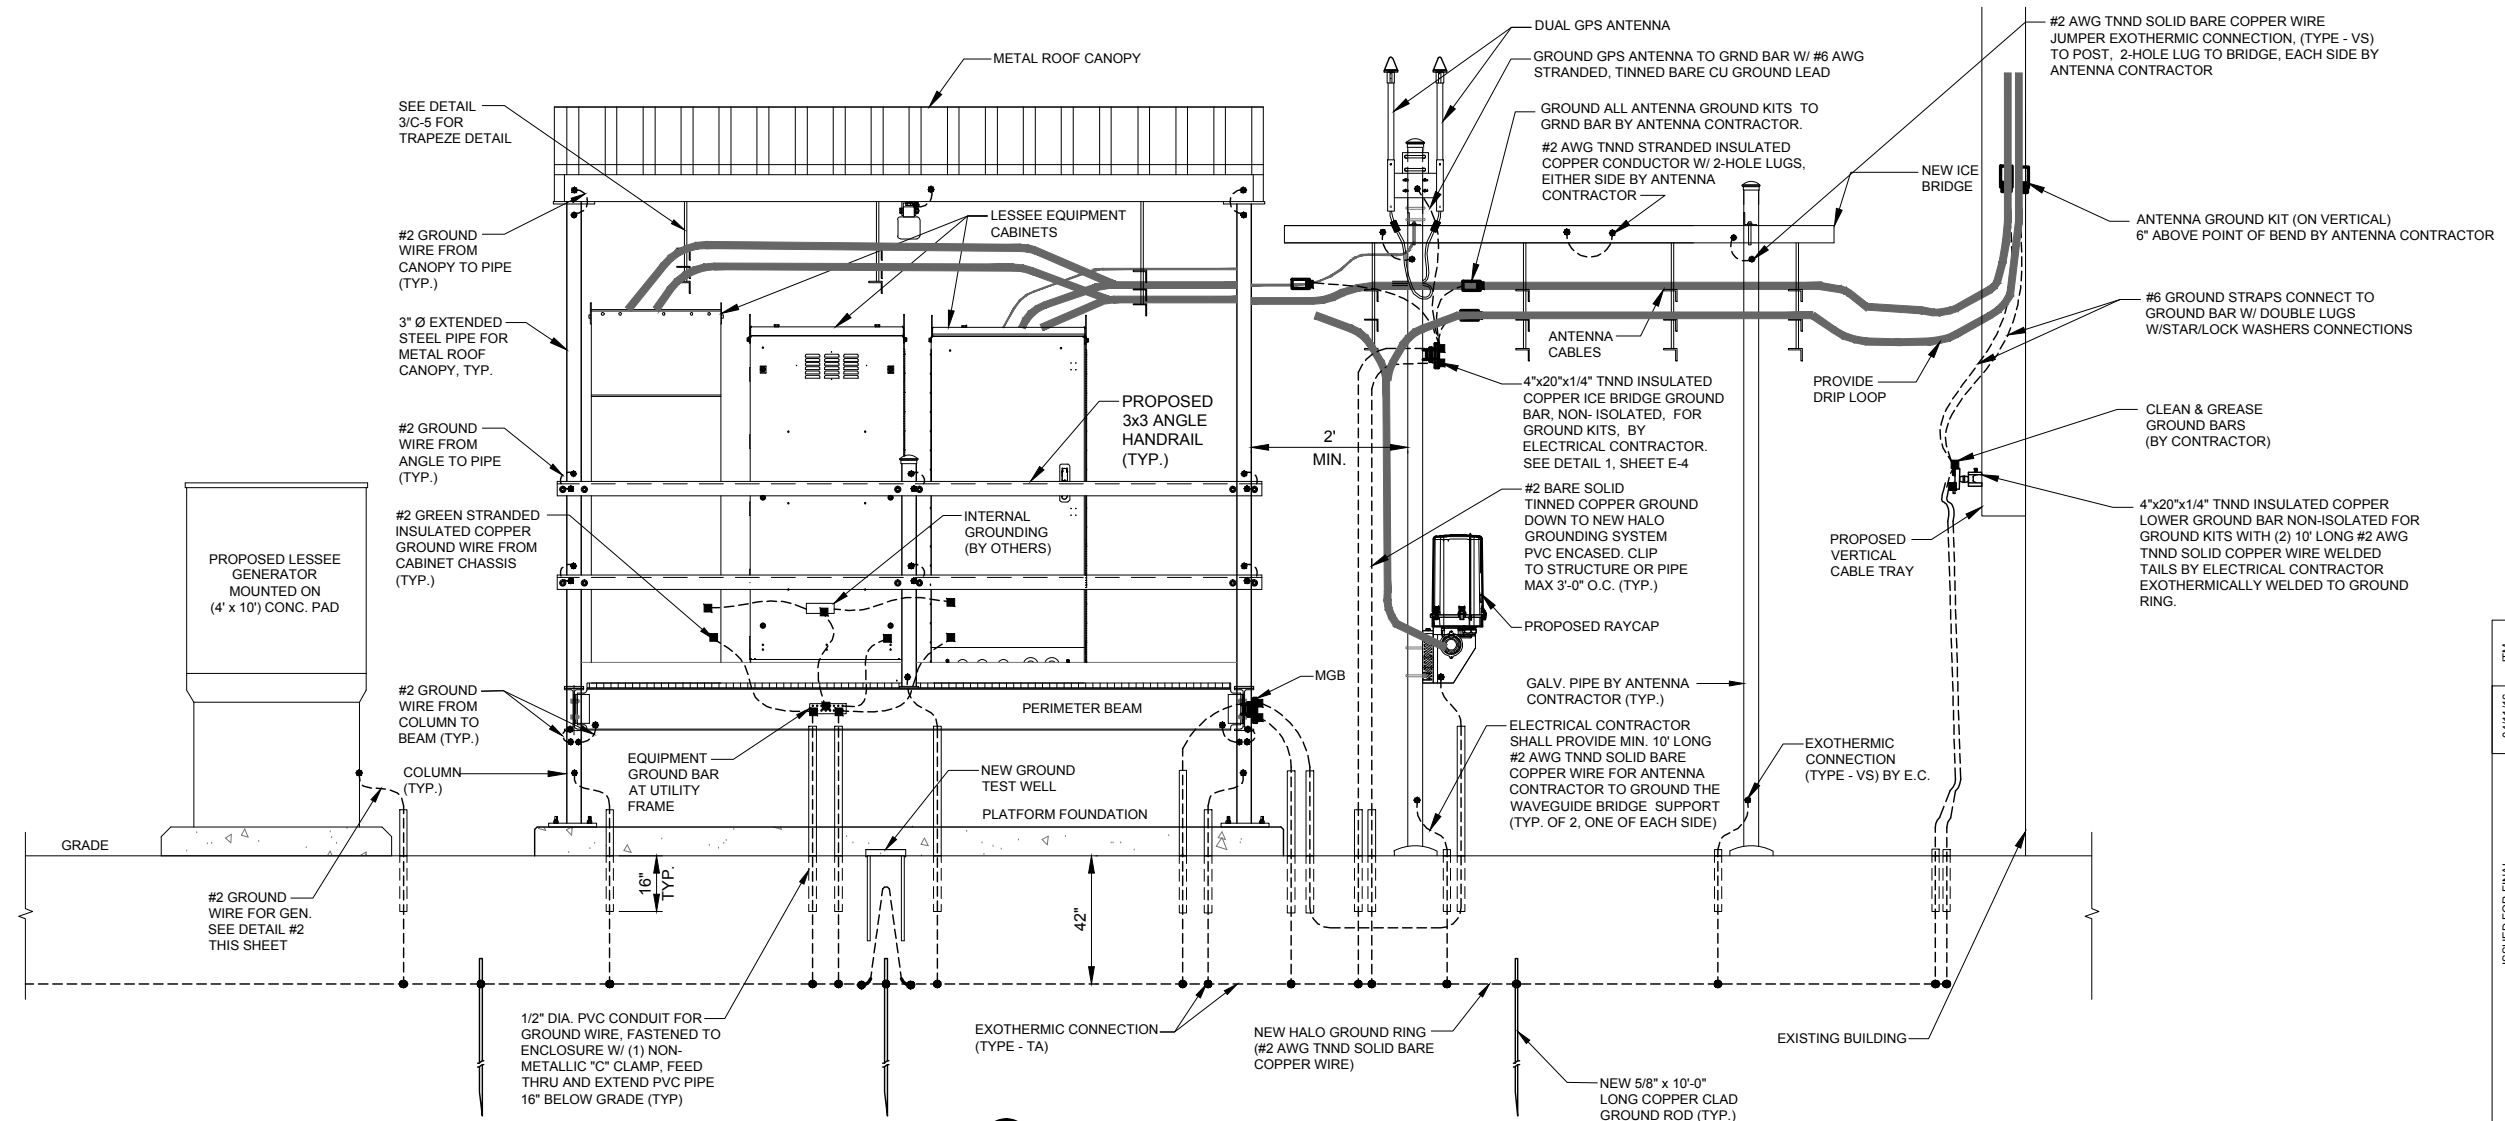 METAL ROOF CANOPY
SEE DETAIL
3/C-5 FOR
TRAPEZE DETAIL
#2 GROUND
WIRE FROM
CANOPY TO PIPE
(TYP.)
3" Ø EXTENDED
STEEL PIPE FOR
METAL ROOF
CANOPY, TYP.
#2 GROUND
WIRE FROM
ANGLE TO PIPE
(TYP.)
#2 GREEN STRANDED
INSULATED COPPER
GROUND WIRE FROM
CABINET CHASSIS
(TYP.)
#2 GROUND
WIRE FROM
COLUMN TO
BEAM (TYP.)
COLUMN
(TYP.)
PROPOSED LESSEE
GENERATOR
MOUNTED ON
(4' x 10') CONC. PAD
GRADE
#2 GROUND
WIRE FOR GEN.
SEE DETAIL #2
THIS SHEET
LESSEE EQUIPMENT
CABINETS
PROPOSED
3x3 ANGLE
HANDRAIL
(TYP.)
INTERNAL
GROUNDING
(BY OTHERS)
PERIMETER BEAM
MGB
EQUIPMENT
GROUND BAR
AT UTILITY
FRAME
NEW GROUND
TEST WELL
PLATFORM FOUNDATION
16"
TYP.
42"
2'
MIN.
1/2" DIA. PVC CONDUIT FOR
GROUND WIRE, FASTENED TO
ENCLOSURE W/ (1) NON-
METALLIC "C" CLAMP, FEED
THRU AND EXTEND PVC PIPE
16" BELOW GRADE (TYP)
EXOTHERMIC CONNECTION
(TYPE - TA)
NEW HALO GROUND RING
(#2 AWG TNND SOLID BARE
COPPER WIRE)
NEW 5/8" x 10'-0"
LONG COPPER CLAD
GROUND ROD (TYP.)
EXISTING BUILDING
DUAL GPS ANTENNA
GROUND GPS ANTENNA TO GRND BAR W/ #6 AWG
STRANDED, TINNED BARE CU GROUND LEAD
GROUND ALL ANTENNA GROUND KITS TO
GRND BAR BY ANTENNA CONTRACTOR.
#2 AWG TNND STRANDED INSULATED
COPPER CONDUCTOR W/ 2-HOLE LUGS,
EITHER SIDE BY ANTENNA
CONTRACTOR
NEW ICE
BRIDGE
ANTENNA
CABLES
4"x20"x1/4" TNND INSULATED
COPPER ICE BRIDGE GROUND
BAR, NON- ISOLATED, FOR
GROUND KITS, BY
ELECTRICAL CONTRACTOR.
SEE DETAIL 1, SHEET E-4
#2 BARE SOLID
TINNED COPPER GROUND
DOWN TO NEW HALO
GROUNDING SYSTEM
PVC ENCASED. CLIP
TO STRUCTURE OR PIPE
MAX 3'-0" O.C. (TYP.)
PROPOSED RAYCAP
GALV. PIPE BY ANTENNA
CONTRACTOR (TYP.)
ELECTRICAL CONTRACTOR
SHALL PROVIDE MIN. 10' LONG
#2 AWG TNND SOLID BARE
COPPER WIRE FOR ANTENNA
CONTRACTOR TO GROUND THE
WAVEGUIDE BRIDGE SUPPORT
(TYP. OF 2, ONE OF EACH SIDE)
EXOTHERMIC
CONNECTION
(TYPE - VS) BY E.C.
PROVIDE
DRIP LOOP
PROPOSED
VERTICAL
CABLE TRAY
#2 AWG TNND SOLID BARE COPPER WIRE
JUMPER EXOTHERMIC CONNECTION, (TYPE - VS)
TO POST, 2-HOLE LUG TO BRIDGE, EACH SIDE BY
ANTENNA CONTRACTOR
ANTENNA GROUND KIT (ON VERTICAL)
6" ABOVE POINT OF BEND BY ANTENNA CONTRACTOR
#6 GROUND STRAPS CONNECT TO
GROUND BAR W/ DOUBLE LUGS
W/STAR/LOCK WASHERS CONNECTIONS
CLEAN & GREASE
GROUND BARS
(BY CONTRACTOR)
4"x20"x1/4" TNND INSULATED COPPER
LOWER GROUND BAR NON-ISOLATED FOR
GROUND KITS WITH (2) 10' LONG #2 AWG
TNND SOLID COPPER WIRE WELDED
TAILS BY ELECTRICAL CONTRACTOR
EXOTHERMICALLY WELDED TO GROUND
RING.